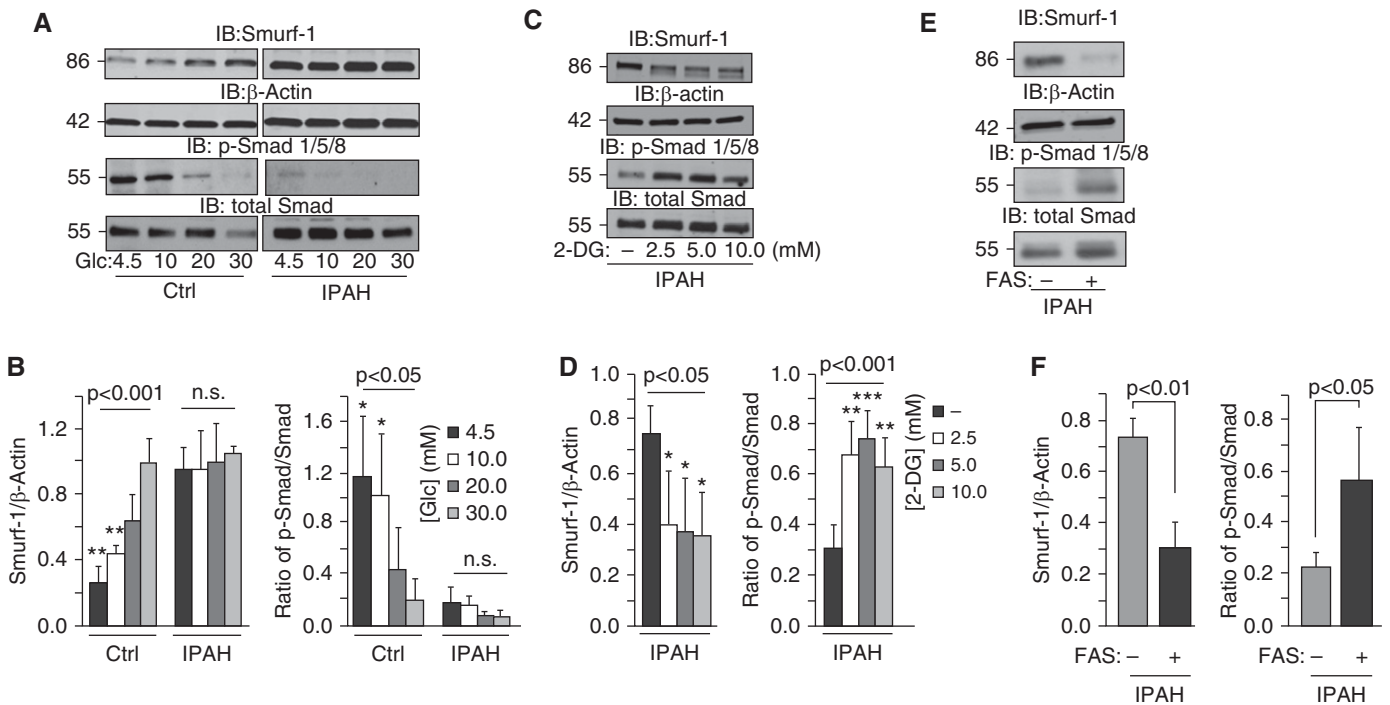 A
IB:Smurf-1
86
IB:β-Actin
42
IB: p-Smad 1/5/8
55
IB: total Smad
55
Glc: 4.5 10 20 30 4.5 10 20 30
Ctrl IPAH
C
IB:Smurf-1
86
IB:β-actin
42
IB: p-Smad 1/5/8
55
IB: total Smad
55
2-DG: – 2.5 5.0 10.0 (mM)
IPAH
E
IB:Smurf-1
86
IB:β-Actin
42
IB: p-Smad 1/5/8
55
IB: total Smad
55
FAS: – +
IPAH
B
Smurf-1/β-Actin
1.2
0.8
0.4
0.0
p<0.001
n.s.
**
**
Ctrl IPAH
Ratio of p-Smad/Smad
1.6
1.2
0.8
0.4
0.0
p<0.05
*
*
n.s.
Ctrl IPAH
[Glc] (mM)
4.5
10.0
20.0
30.0
D
Smurf-1/β-Actin
1.0
0.8
0.6
0.4
0.2
0.0
p<0.05
*
*
*
IPAH
Ratio of p-Smad/Smad
1.0
0.8
0.6
0.4
0.2
0.0
p<0.001
**
***
**
IPAH
[2-DG] (mM)
–
2.5
5.0
10.0
F
Smurf-1/β-Actin
0.8
0.6
0.4
0.2
0.0
p<0.01
FAS: – +
IPAH
Ratio of p-Smad/Smad
0.8
0.6
0.4
0.2
0.0
p<0.05
FAS: – +
IPAH